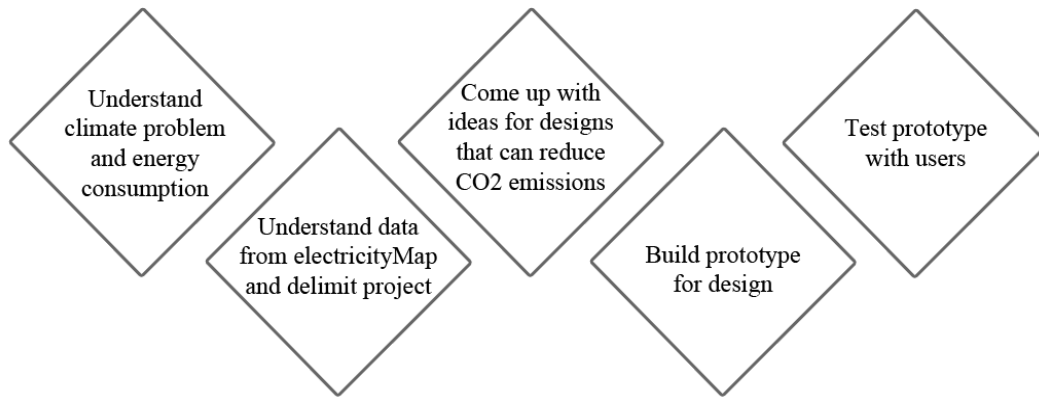 Understand
climate problem
and energy
consumption
Understand data
from electricityMap
and delimit project
Come up with
ideas for designs
that can reduce
CO2 emissions
Build prototype
for design
Test prototype
with users